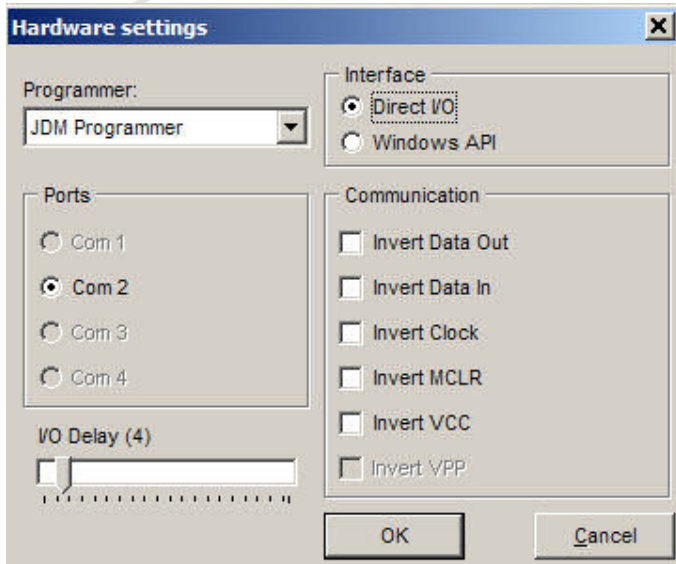 Hardware settings
Programmer:
JDM Programmer
Interface
Direct I/O
Windows API
Ports
Com 1
Com 2
Com 3
Com 4
I/O Delay (4)
Communication
Invert Data Out
Invert Data In
Invert Clock
Invert MCLR
Invert VCC
Invert VPP
OK
Cancel